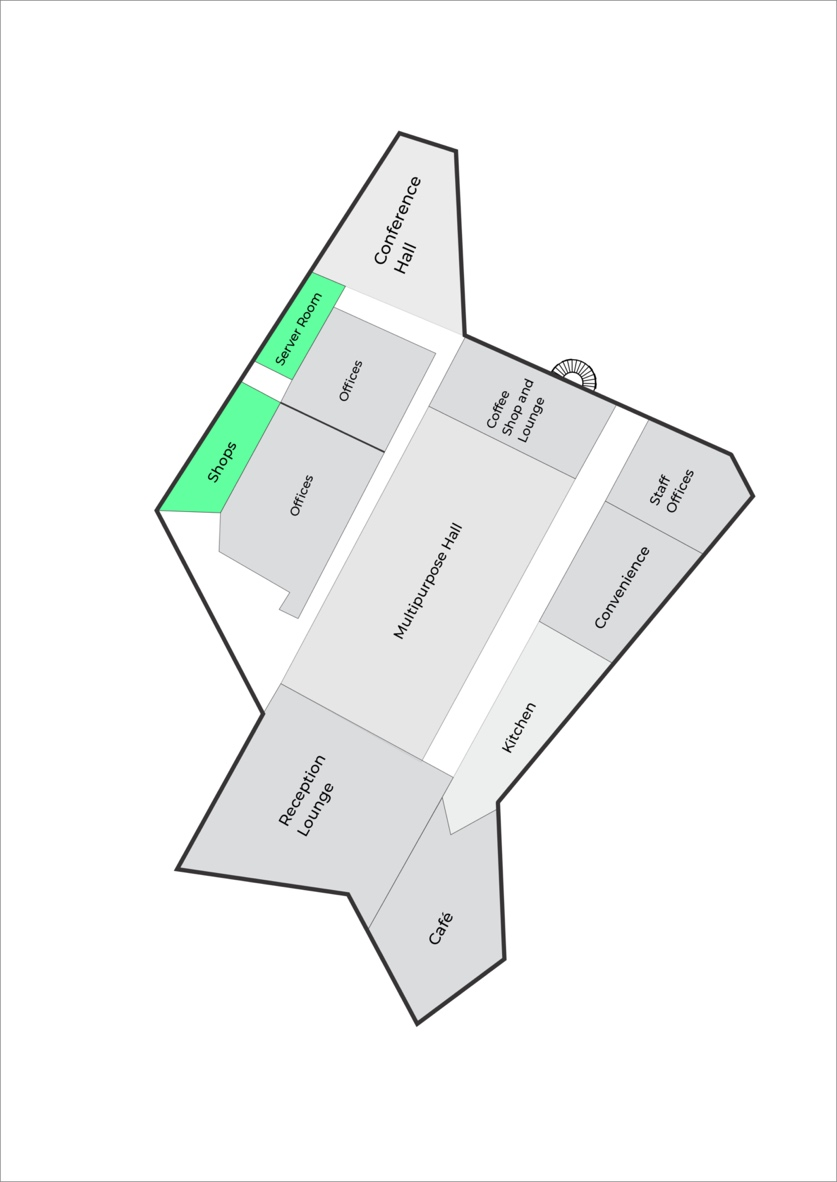 Conference
Hall
Server Room
Offices
Coffee
Shop and
Lounge
Shops
Offices
Staff
Offices
Multipurpose Hall
Convenience
Kitchen
Reception
Lounge
Café